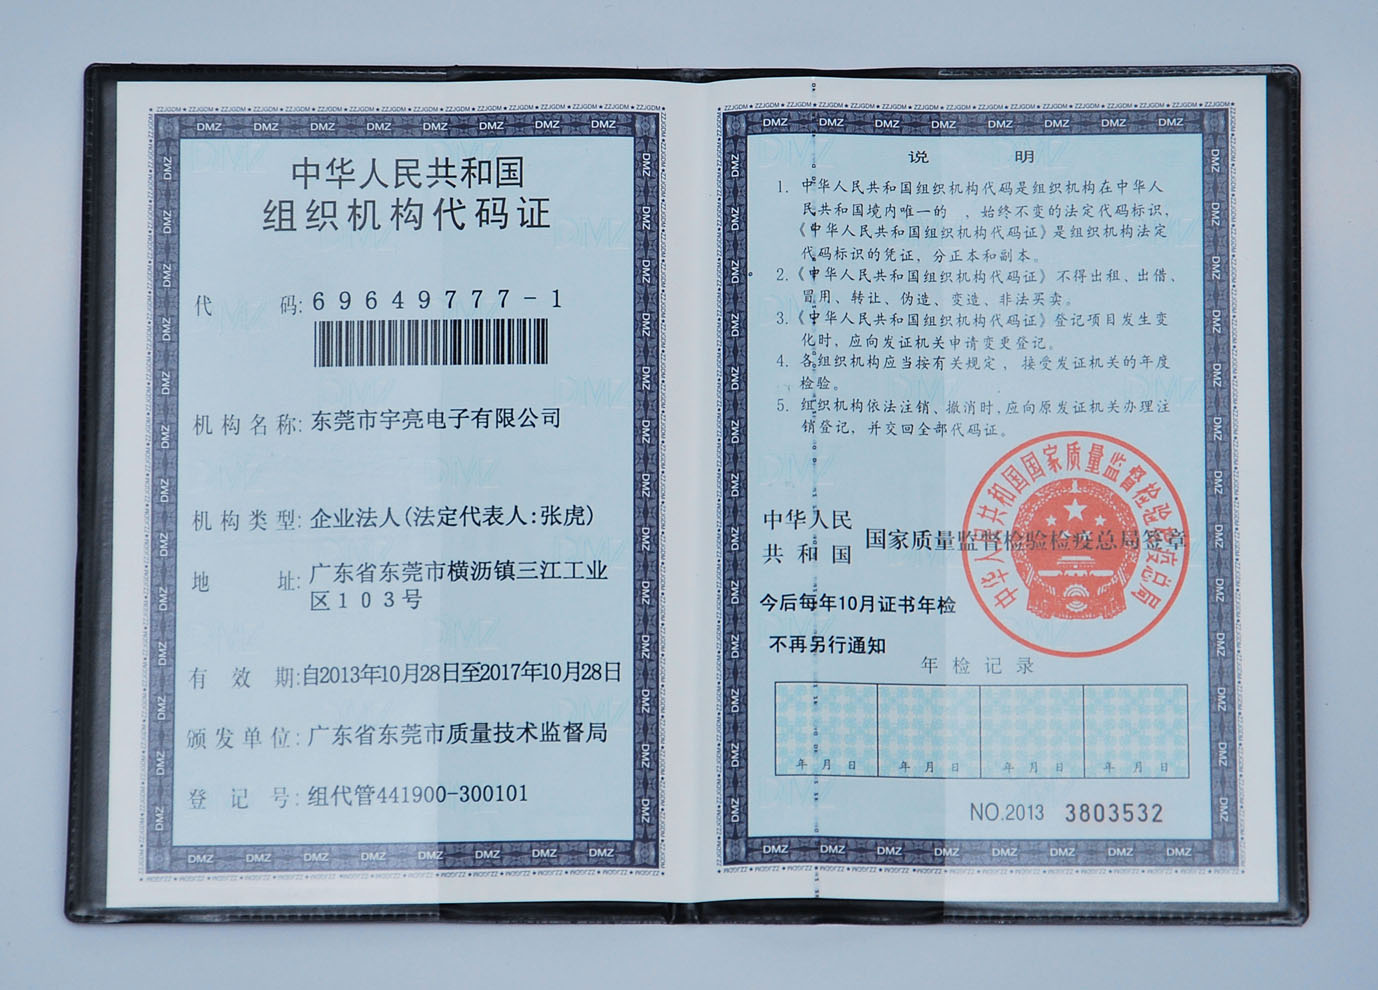 中华人民共和国
组织机构代码证
代 码: 69649777-1
机构名称: 东莞市宇亮电子有限公司
机构类型: 企业法人(法定代表人:张虎)
地 址: 广东省东莞市横沥镇三江工业
区103号
有 效 期: 自2013年10月28日至2017年10月28日
颁发单位: 广东省东莞市质量技术监督局
登 记 号: 组代管441900-300101
说 明
1. 中华人民共和国组织机构代码是组织机构在中华人
民共和国境内唯一的 、始终不变的法定代码标识,
《中华人民共和国组织机构代码证》是组织机构法定
代码标识的凭证,分正本和副本。
2.《中华人民共和国组织机构代码证》不得出租、出借、
冒用、转让、伪造、变造、非法买卖。
3.《中华人民共和国组织机构代码证》登记项目发生变
化时,应向发证机关申请变更登记。
4. 各组织机构应当按有关规定,接受发证机关的年度
检验。
5. 组织机构依法注销、撤消时,应向原发证机关办理注
销登记,并交回全部代码证。
中华人民
共和国 国家质量监督检验检疫总局签章
中华人民共和国国家质量监督检验检疫总局
今后每年10月证书年检
不再另行通知
年检记录
年 月 日 年 月 日 年 月 日 年 月 日
NO.2013 3803532